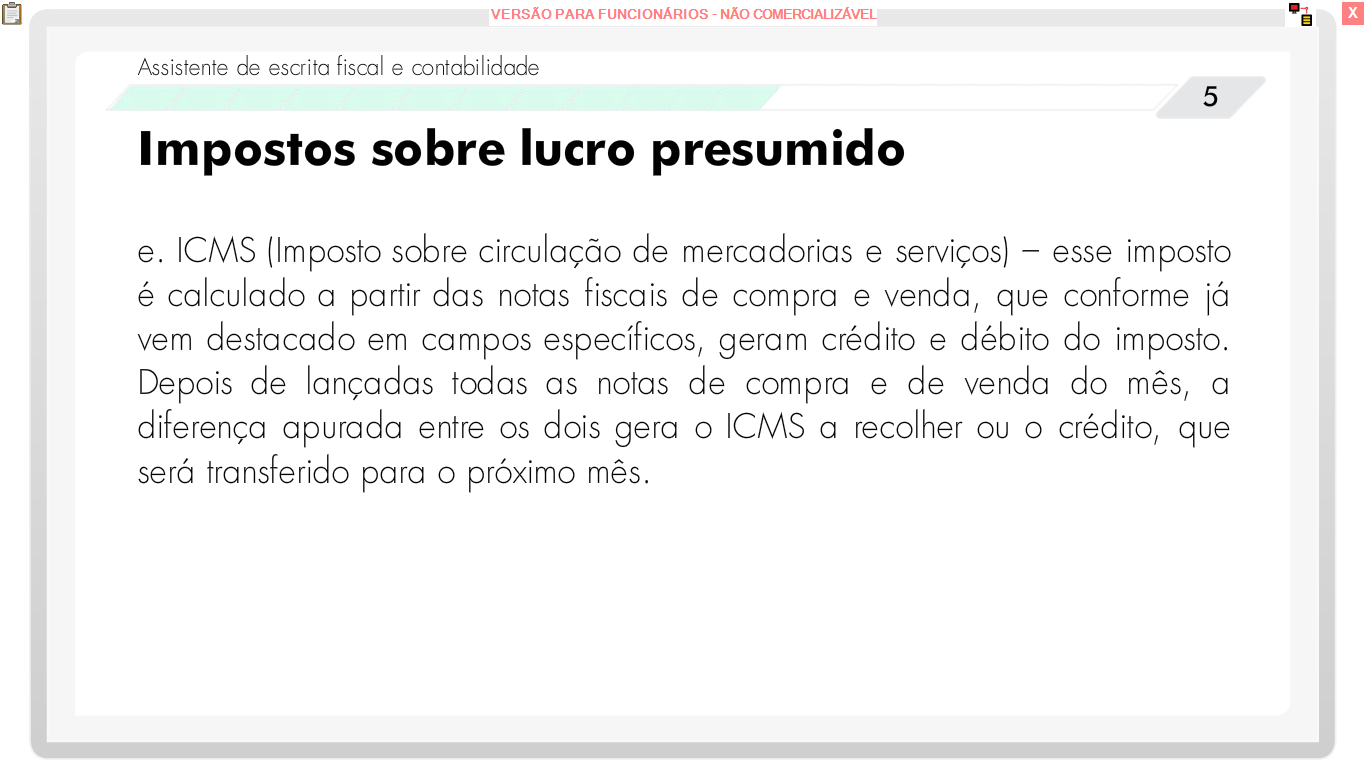 VERSÃO PARA FUNCIONÁRIOS - NÃO COMERCIALIZÁVEL
X
Assistente de escrita fiscal e contabilidade
5
Impostos sobre lucro presumido
e. ICMS (Imposto sobre circulação de mercadorias e serviços) – esse imposto
é calculado a partir das notas fiscais de compra e venda, que conforme já
vem destacado em campos específicos, geram crédito e débito do imposto.
Depois de lançadas todas as notas de compra e de venda do mês, a
diferença apurada entre os dois gera o ICMS a recolher ou o crédito, que
será transferido para o próximo mês.